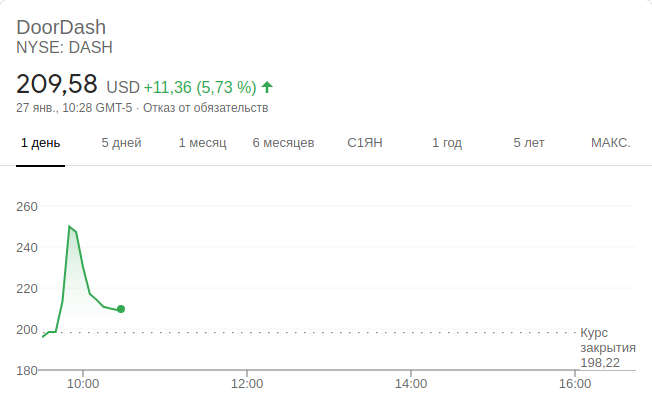 DoorDash
NYSE: DASH
209,58 USD +11,36 (5,73 %)
27 янв., 10:28 GMT-5 · Отказ от обязательств
1 день 5 дней 1 месяц 6 месяцев С1ЯН 1 год 5 лет МАКС.
260
240
220
200
180
Курс
закрытия
198,22
10:00 12:00 14:00 16:00